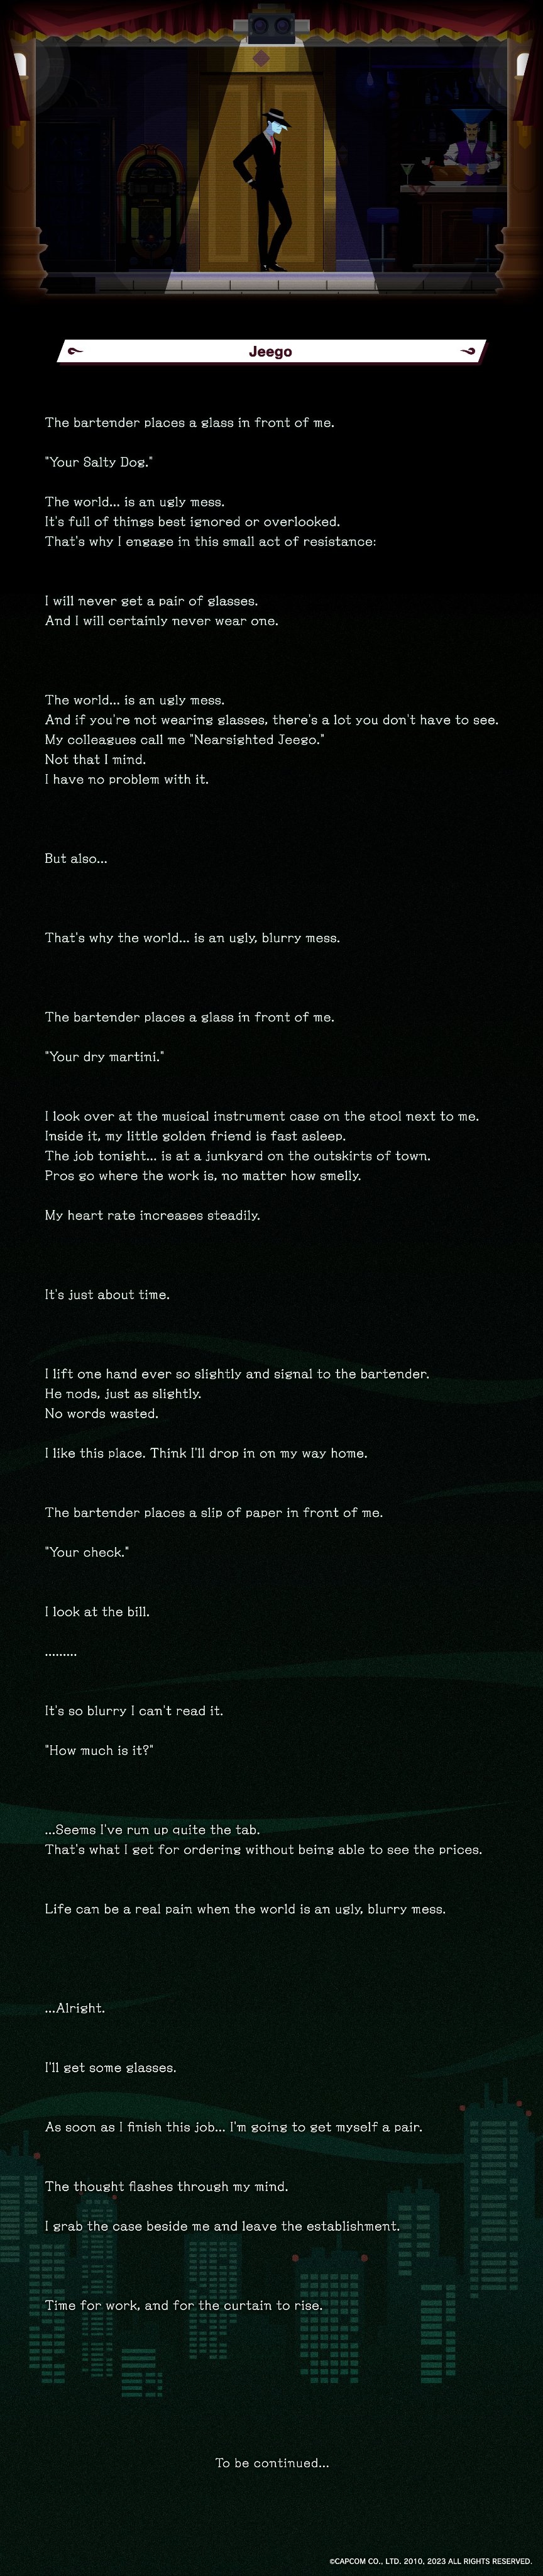 Jeego
The bartender places a glass in front of me.
"Your Salty Dog."
The world... is an ugly mess.
It's full of things best ignored or overlooked.
That's why I engage in this small act of resistance:
I will never get a pair of glasses.
And I will certainly never wear one.
The world... is an ugly mess.
And if you're not wearing glasses, there's a lot you don't have to see.
My colleagues call me "Nearsighted Jeego."
Not that I mind.
I have no problem with it.
But also...
That's why the world... is an ugly, blurry mess.
The bartender places a glass in front of me.
"Your dry martini."
I look over at the musical instrument case on the stool next to me.
Inside it, my little golden friend is fast asleep.
The job tonight... is at a junkyard on the outskirts of town.
Pros go where the work is, no matter how smelly.
My heart rate increases steadily.
It's just about time.
I lift one hand ever so slightly and signal to the bartender.
He nods, just as slightly.
No words wasted.
I like this place. Think I'll drop in on my way home.
The bartender places a slip of paper in front of me.
"Your check."
I look at the bill.
.........
It's so blurry I can't read it.
"How much is it?"
...Seems I've run up quite the tab.
That's what I get for ordering without being able to see the prices.
Life can be a real pain when the world is an ugly, blurry mess.
...Alright.
I'll get some glasses.
As soon as I finish this job... I'm going to get myself a pair.
The thought flashes through my mind.
I grab the case beside me and leave the establishment.
Time for work, and for the curtain to rise.
To be continued...
©CAPCOM CO., LTD. 2010, 2023 ALL RIGHTS RESERVED.